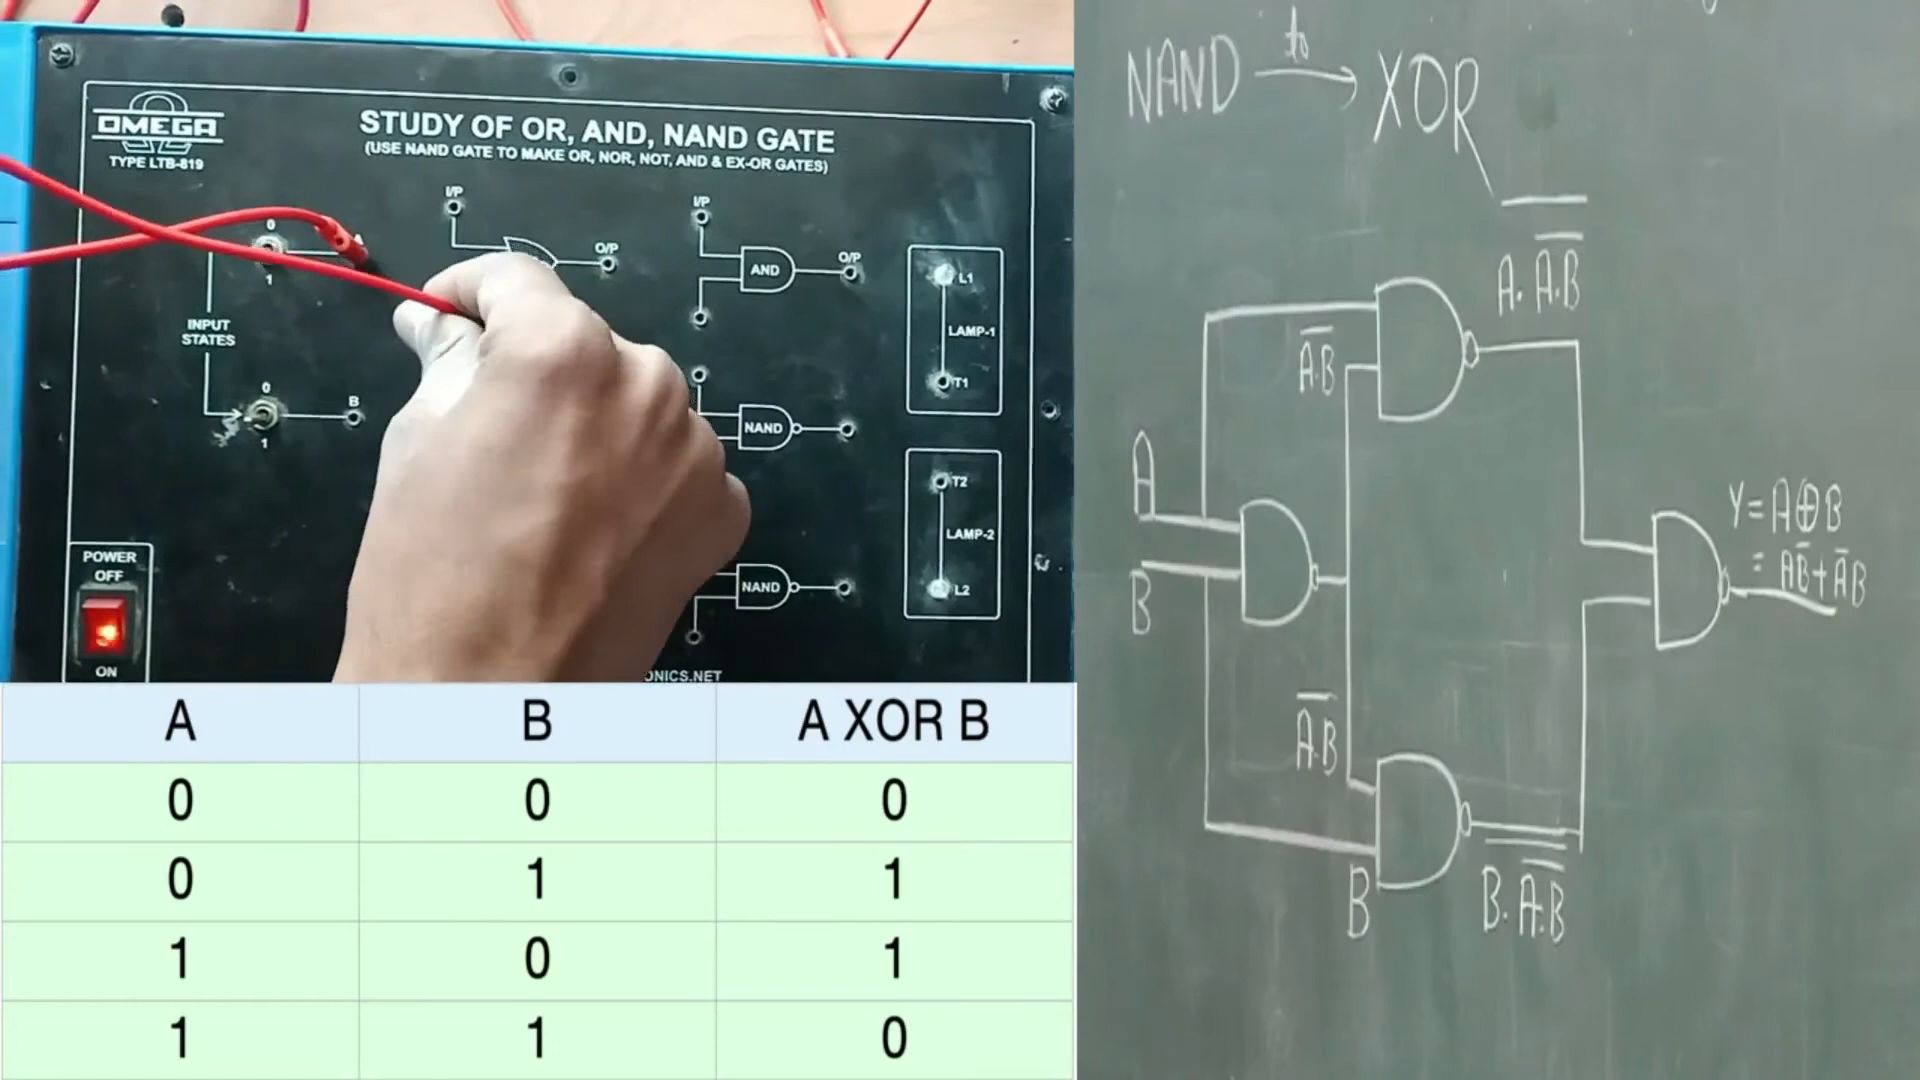 OMEGA
TYPE LTB-819
STUDY OF OR, AND, NAND GATE
(USE NAND GATE TO MAKE OR, NOR, NOT, AND & EX-OR GATES)
I/P
O/P
I/P
AND
O/P
0
1
INPUT
STATES
0
1
B
NAND
NAND
L1
LAMP-1
T1
T2
LAMP-2
L2
POWER
OFF
ON
ONICS.NET
A B A XOR B
0 0 0
0 1 1
1 0 1
1 1 0
NAND to → XOR
A̅.̅A̅.̅B̅
A̅.̅B̅
A
B
Y = A⊕B
= AB̅ + A̅B
A̅.̅B̅
B
B̅.̅A̅.̅B̅